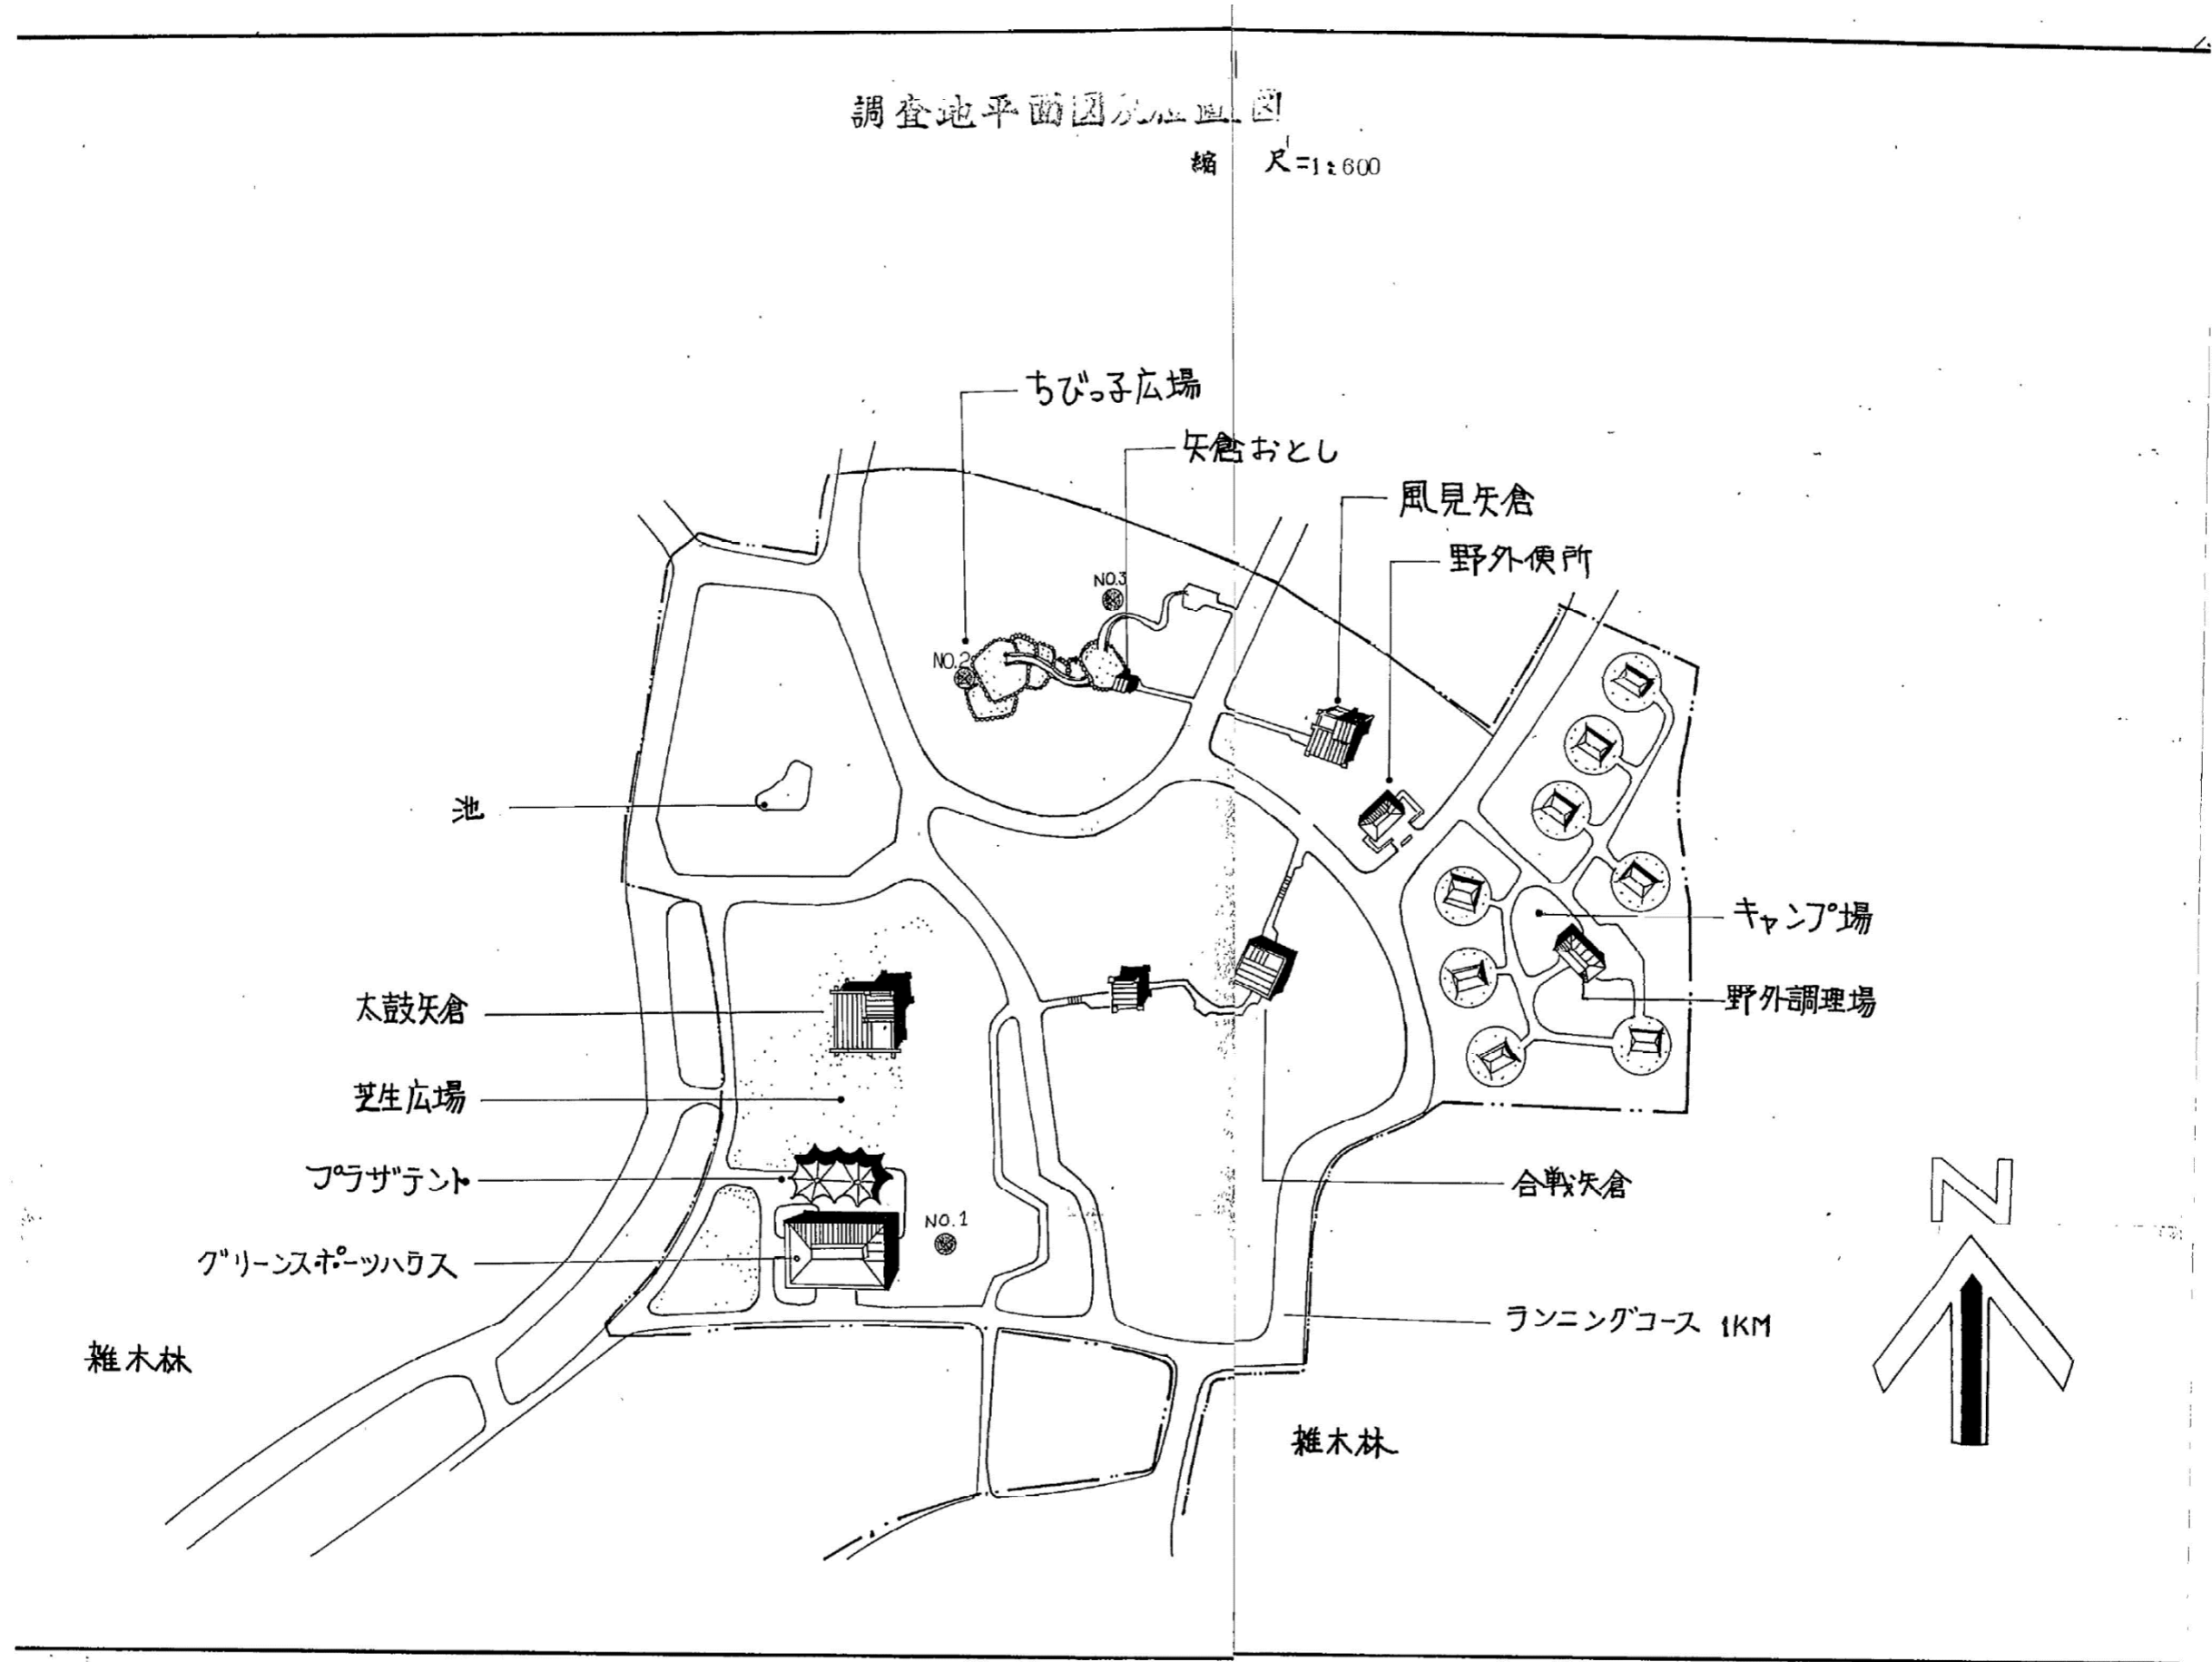 調査地平面図
縮 尺=1:600
ちびっ子広場
矢倉おとし
風見矢倉
野外便所
NO.3
NO.2
池
キャンプ場
太鼓矢倉
野外調理場
芝生広場
プラザテント
合戦矢倉
NO.1
グリーンスポーツハウス
ランニングコース 1KM
雑木林
雑木林
N